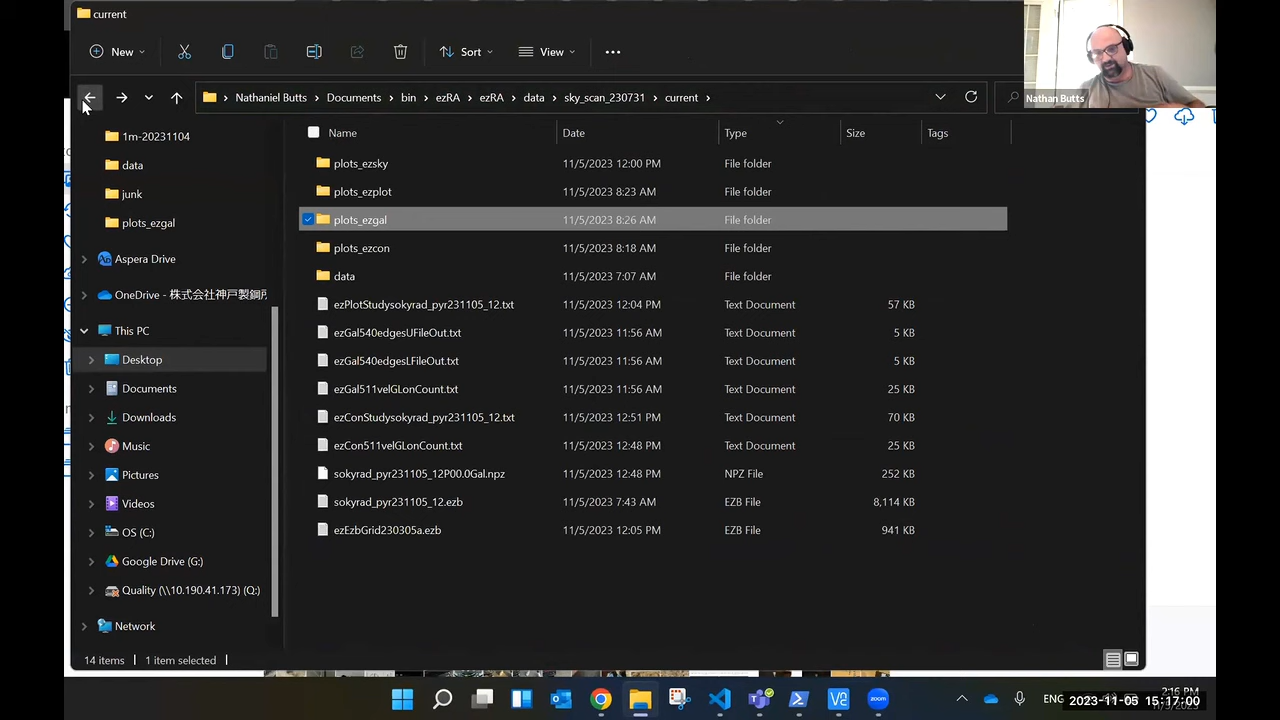 current
New
Sort
View
Nathaniel Butts > Documents > bin > ezRA > ezRA > data > sky_scan_230731 > current >
Nathan Butts
Name Date Type Size Tags
1m-20231104
data
junk
plots_ezgal
Aspera Drive
OneDrive - 株式会社神戸製鋼所
This PC
Desktop
Documents
Downloads
Music
Pictures
Videos
OS (C:)
Google Drive (G:)
Quality (\\10.190.41.173) (Q:)
Network
plots_ezsky 11/5/2023 12:00 PM File folder
plots_ezplot 11/5/2023 8:23 AM File folder
plots_ezgal 11/5/2023 8:26 AM File folder
plots_ezcon 11/5/2023 8:18 AM File folder
data 11/5/2023 7:07 AM File folder
ezPlotStudysokyrad_pyr231105_12.txt 11/5/2023 12:04 PM Text Document 57 KB
ezGal540edgesUFileOut.txt 11/5/2023 11:56 AM Text Document 5 KB
ezGal540edgesLFileOut.txt 11/5/2023 11:56 AM Text Document 5 KB
ezGal511velGLonCount.txt 11/5/2023 11:56 AM Text Document 25 KB
ezConStudysokyrad_pyr231105_12.txt 11/5/2023 12:51 PM Text Document 70 KB
ezCon511velGLonCount.txt 11/5/2023 12:48 PM Text Document 25 KB
sokyrad_pyr231105_12P00.0Gal.npz 11/5/2023 12:48 PM NPZ File 252 KB
sokyrad_pyr231105_12.ezb 11/5/2023 7:43 AM EZB File 8,114 KB
ezEzbGrid230305a.ezb 11/5/2023 12:05 PM EZB File 941 KB
14 items 1 item selected
zoom
ENG
2:16 PM
2023-11-05 15:17:00